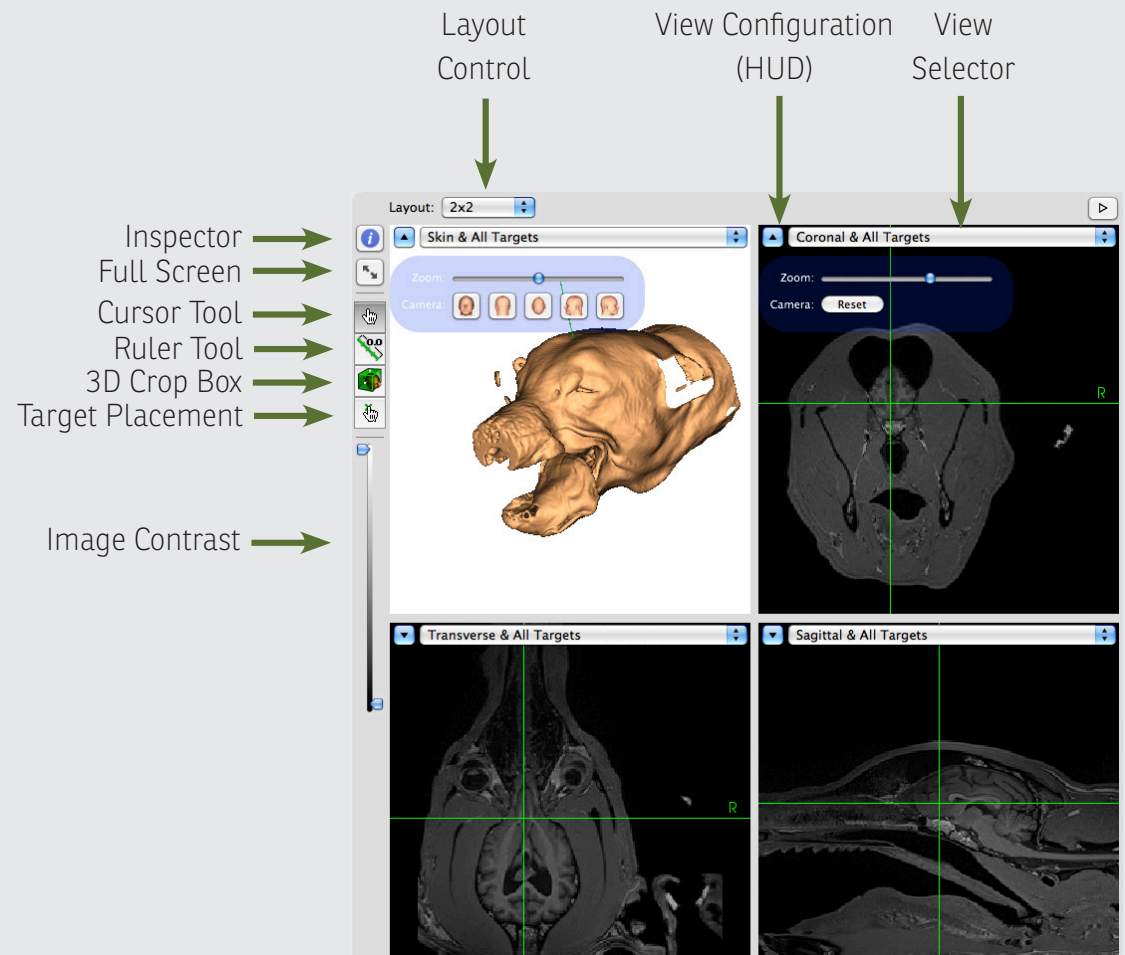 Layout
Control
View Configuration
(HUD)
View
Selector
Layout: 2x2
Inspector
Full Screen
Cursor Tool
Ruler Tool
3D Crop Box
Target Placement
Image Contrast
i
0.0
Skin & All Targets
Zoom:
Camera:
Coronal & All Targets
Zoom:
Camera: Reset
R
Transverse & All Targets
R
Sagittal & All Targets